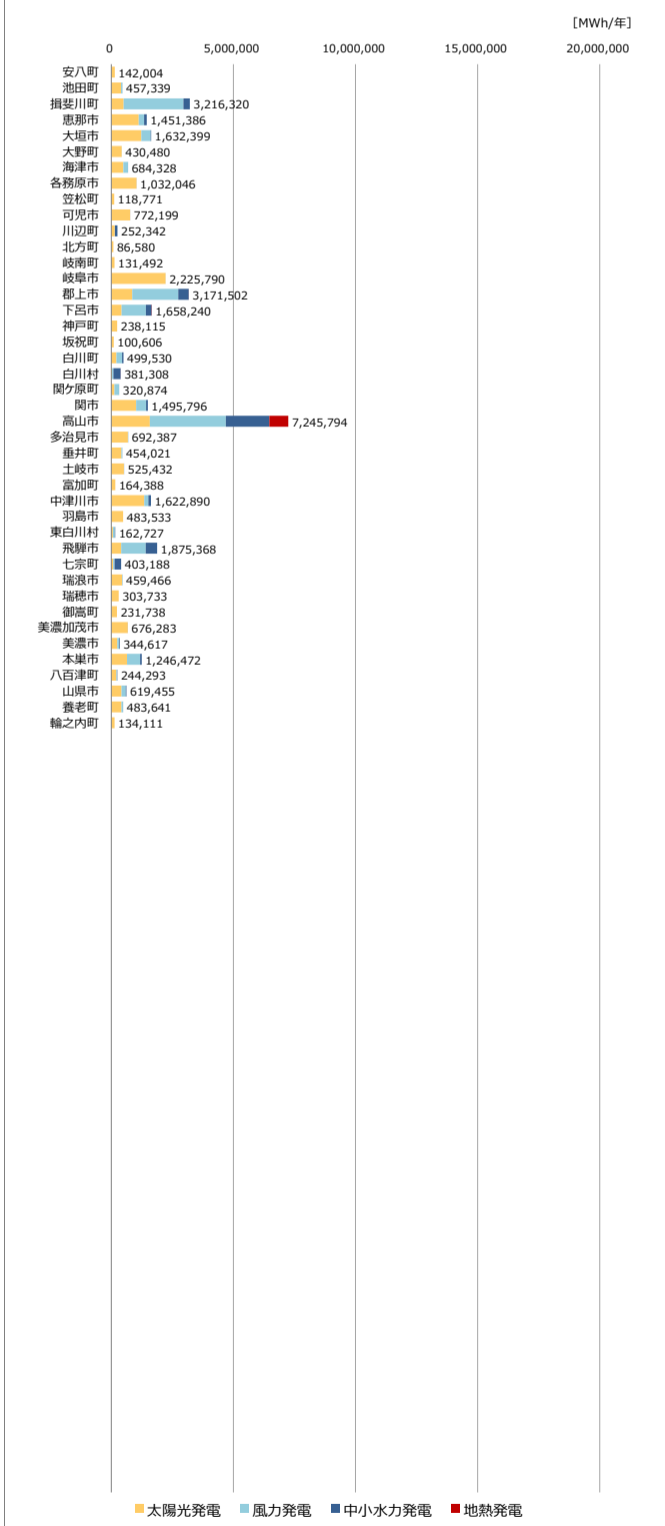 ［MWh/年］
0 5,000,000 10,000,000 15,000,000 20,000,000
安八町 142,004
池田町 457,339
揖斐川町 3,216,320
恵那市 1,451,386
大垣市 1,632,399
大野町 430,480
海津市 684,328
各務原市 1,032,046
笠松町 118,771
可児市 772,199
川辺町 252,342
北方町 86,580
岐南町 131,492
岐阜市 2,225,790
郡上市 3,171,502
下呂市 1,658,240
神戸町 238,115
坂祝町 100,606
白川町 499,530
白川村 381,308
関ケ原町 320,874
関市 1,495,796
高山市 7,245,794
多治見市 692,387
垂井町 454,021
土岐市 525,432
富加町 164,388
中津川市 1,622,890
羽島市 483,533
東白川村 162,727
飛騨市 1,875,368
七宗町 403,188
瑞浪市 459,466
瑞穂市 303,733
御嵩町 231,738
美濃加茂市 676,283
美濃市 344,617
本巣市 1,246,472
八百津町 244,293
山県市 619,455
養老町 483,641
輪之内町 134,111
太陽光発電 風力発電 中小水力発電 地熱発電